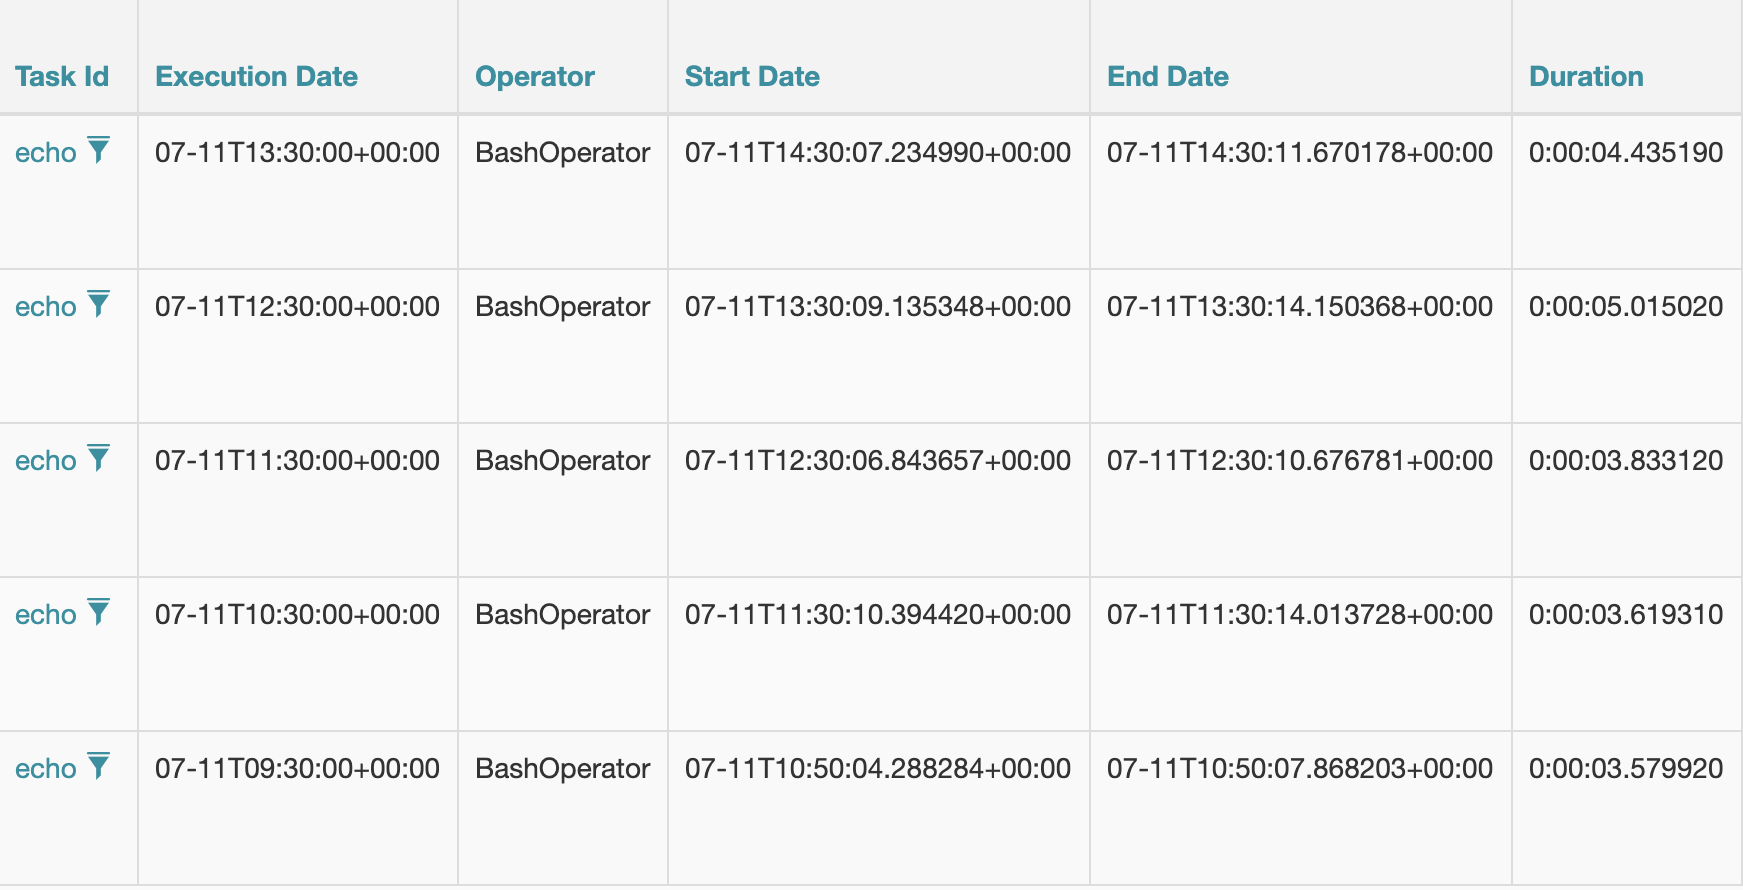 Task Id Execution Date Operator Start Date End Date Duration
echo 07-11T13:30:00+00:00 BashOperator 07-11T14:30:07.234990+00:00 07-11T14:30:11.670178+00:00 0:00:04.435190
echo 07-11T12:30:00+00:00 BashOperator 07-11T13:30:09.135348+00:00 07-11T13:30:14.150368+00:00 0:00:05.015020
echo 07-11T11:30:00+00:00 BashOperator 07-11T12:30:06.843657+00:00 07-11T12:30:10.676781+00:00 0:00:03.833120
echo 07-11T10:30:00+00:00 BashOperator 07-11T11:30:10.394420+00:00 07-11T11:30:14.013728+00:00 0:00:03.619310
echo 07-11T09:30:00+00:00 BashOperator 07-11T10:50:04.288284+00:00 07-11T10:50:07.868203+00:00 0:00:03.579920